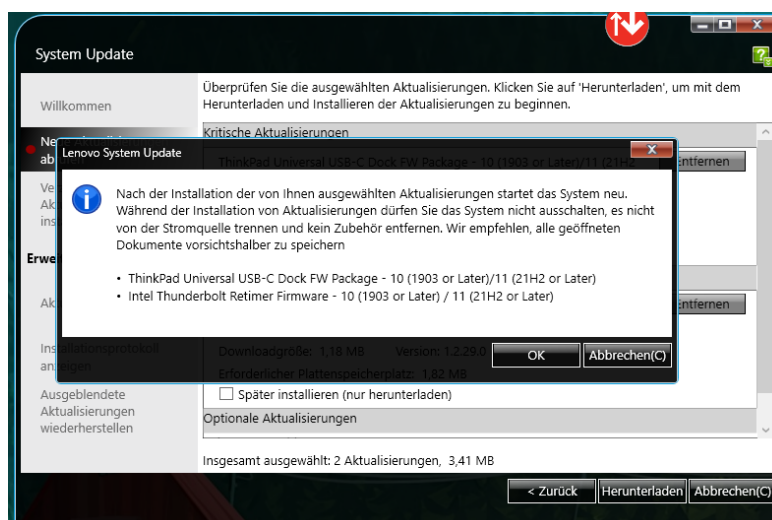 System Update
Willkommen
Überprüfen Sie die ausgewählten Aktualisierungen. Klicken Sie auf 'Herunterladen', um mit dem
Herunterladen und Installieren der Aktualisierungen zu beginnen.
Kritische Aktualisierungen
ThinkPad Universal USB-C Dock FW Package - 10 (1903 or Later)/11 (21H2
Entfernen
Lenovo System Update
Nach der Installation der von Ihnen ausgewählten Aktualisierungen startet das System neu.
Während der Installation von Aktualisierungen dürfen Sie das System nicht ausschalten, es nicht
von der Stromquelle trennen und kein Zubehör entfernen. Wir empfehlen, alle geöffneten
Dokumente vorsichtshalber zu speichern
• ThinkPad Universal USB-C Dock FW Package - 10 (1903 or Later)/11 (21H2 or Later)
• Intel Thunderbolt Retimer Firmware - 10 (1903 or Later) / 11 (21H2 or Later)
OK
Abbrechen(C)
Entfernen
Installationsprotokoll
anzeigen
Downloadgröße: 1,18 MB Version: 1.2.29.0
Erforderlicher Plattenspeicherplatz: 1,82 MB
Ausgeblendete
Aktualisierungen
wiederherstellen
Später installieren (nur herunterladen)
Optionale Aktualisierungen
Insgesamt ausgewählt: 2 Aktualisierungen, 3,41 MB
< Zurück
Herunterladen
Abbrechen(C)